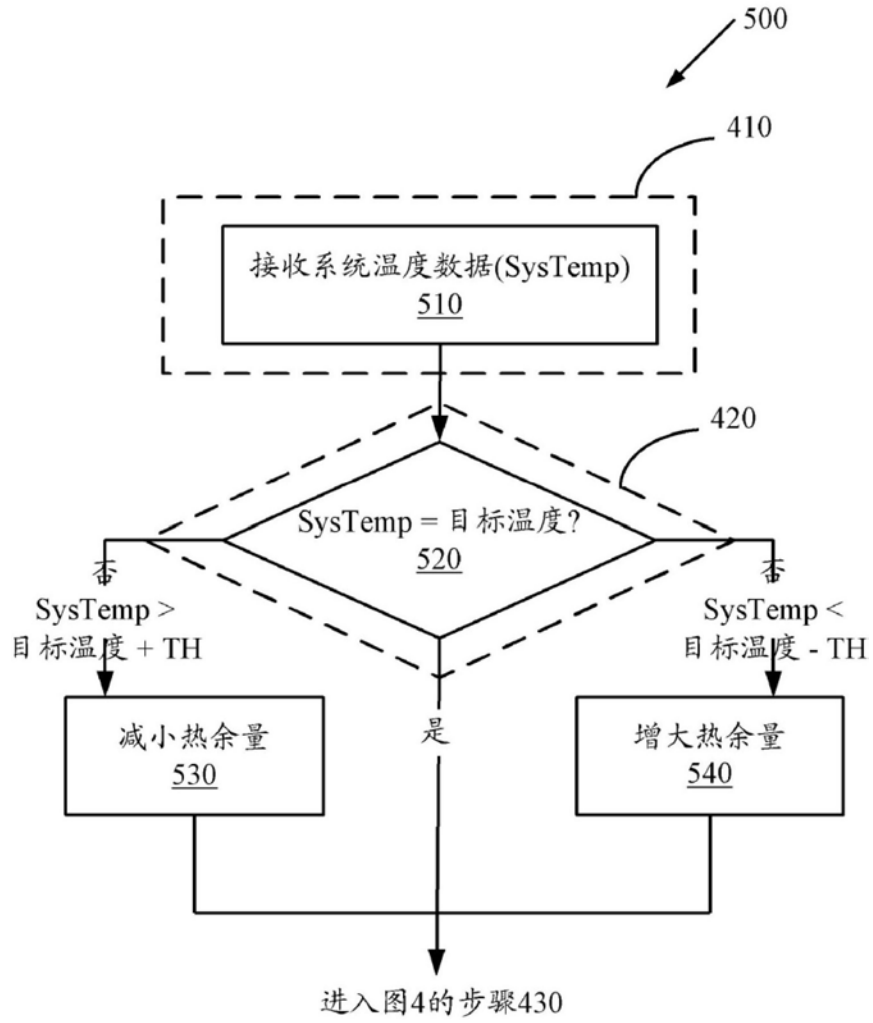 500
410
接收系统温度数据(SysTemp)
510
420
SysTemp = 目标温度?
520
否
SysTemp >
目标温度 + TH
否
SysTemp <
目标温度 - TH
减小热余量
530
是
增大热余量
540
进入图4的步骤430